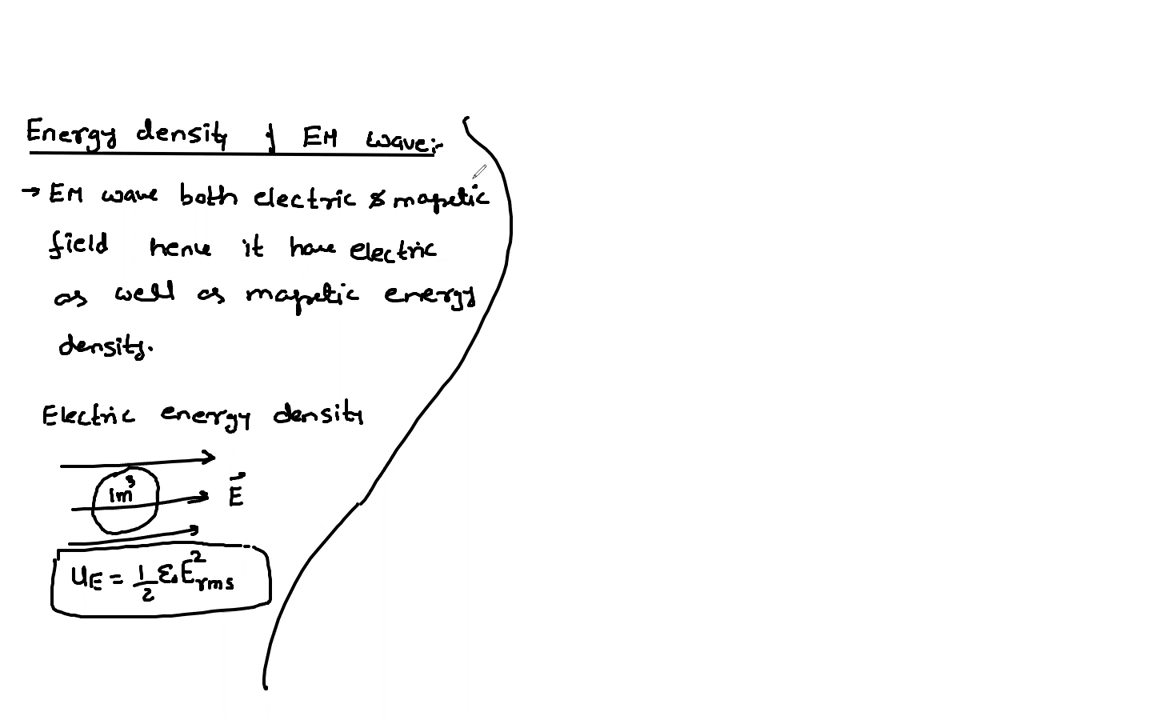 Energy density of EM wave:-
→ EM wave both electric & magnetic
field hence it have electric
as well as magnetic energy
density.
Electric energy density
1m³
E⃗
U_E = 1/2 ε₀E²rms